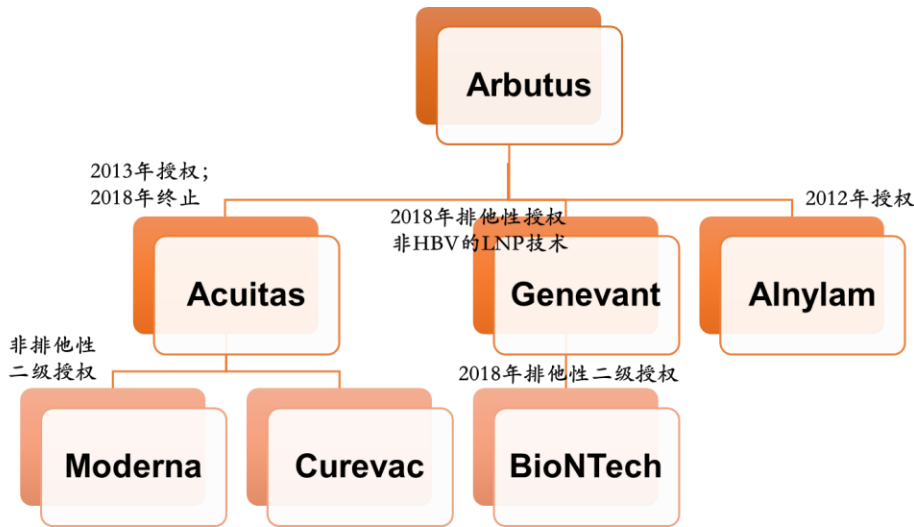 Arbutus
2013年授权；
2018年终止
2018年排他性授权
非HBV的LNP技术
2012年授权
Acuitas
Genevant
Alnylam
非排他性
二级授权
2018年排他性二级授权
Moderna
Curevac
BioNTech